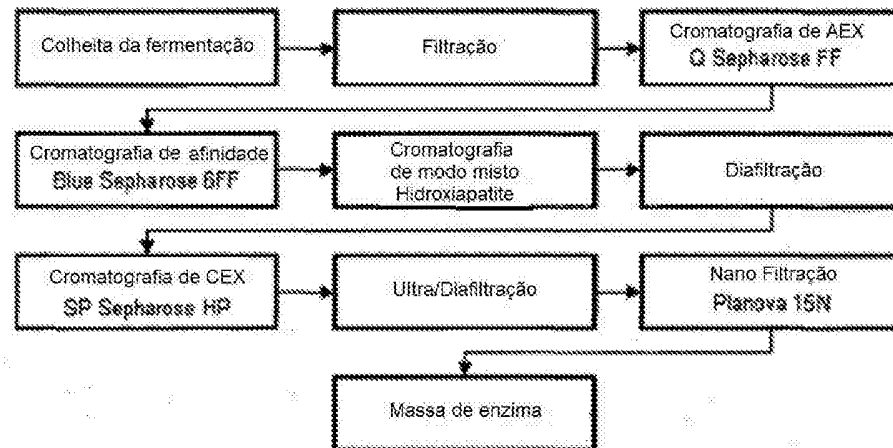 Colheita da fermentação
Filtração
Cromatografia de AEX
Q Sepharose FF
Cromatografia de afinidade
Blue Sepharose 6FF
Cromatografia
de modo misto
Hidroxiapatite
Diafiltração
Cromatografia de CEX
SP Sepharose HP
Ultra/Diafiltração
Nano Filtração
Planova 15N
Massa de enzima